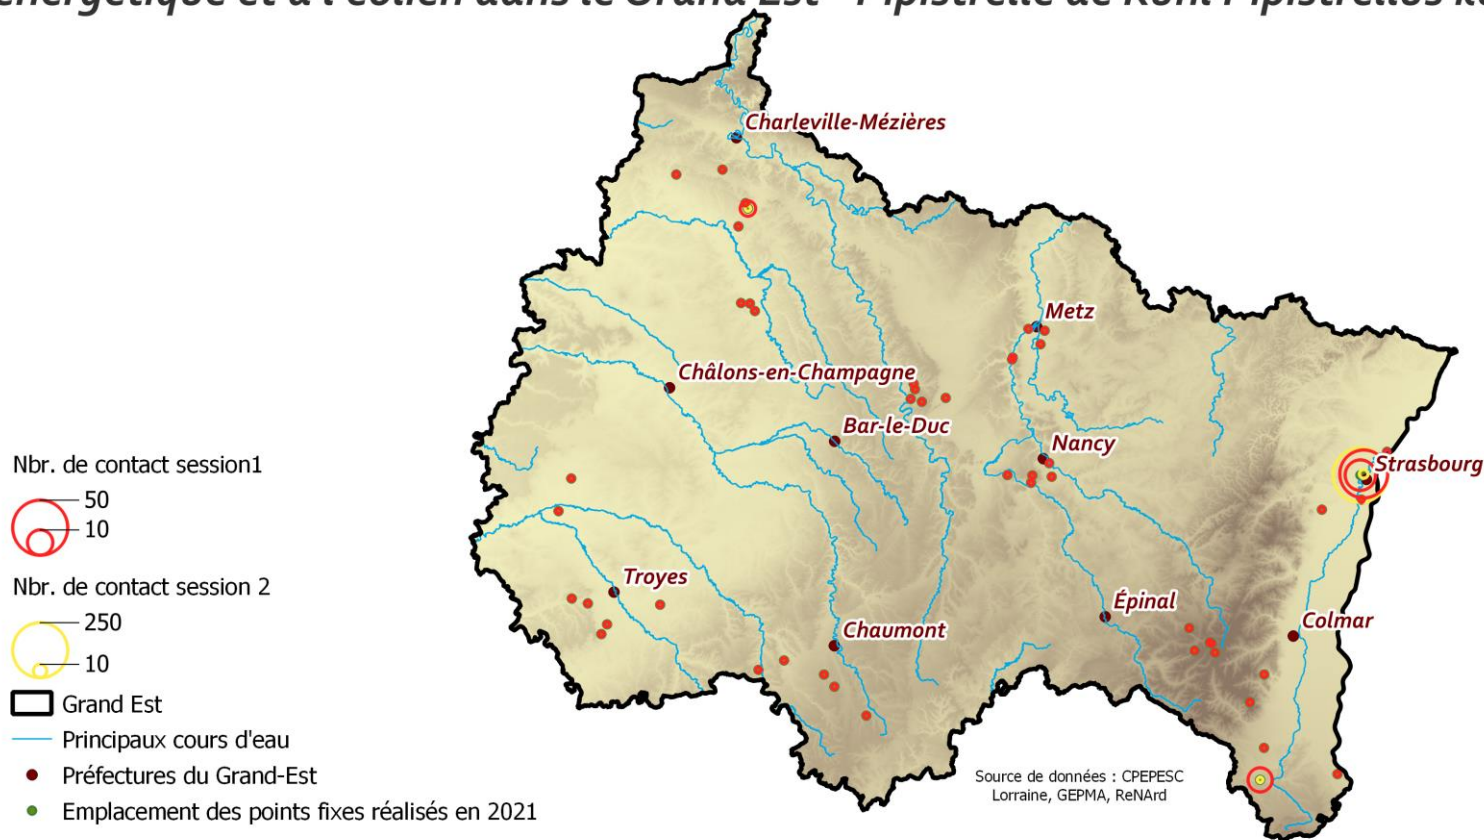 énergétique et à l'éolien dans le Grand Est - Pipistrelle de Kuhl Pipistrellus
Charleville-Mézières
Metz
Châlons-en-Champagne
Bar-le-Duc
Nancy
Strasbourg
Troyes
Épinal
Chaumont
Colmar
Nbr. de contact session1
50
10
Nbr. de contact session 2
250
10
Grand Est
Principaux cours d'eau
Préfectures du Grand-Est
Emplacement des points fixes réalisés en 2021
Source de données : CPEPESC
Lorraine, GEPMA, ReNArd